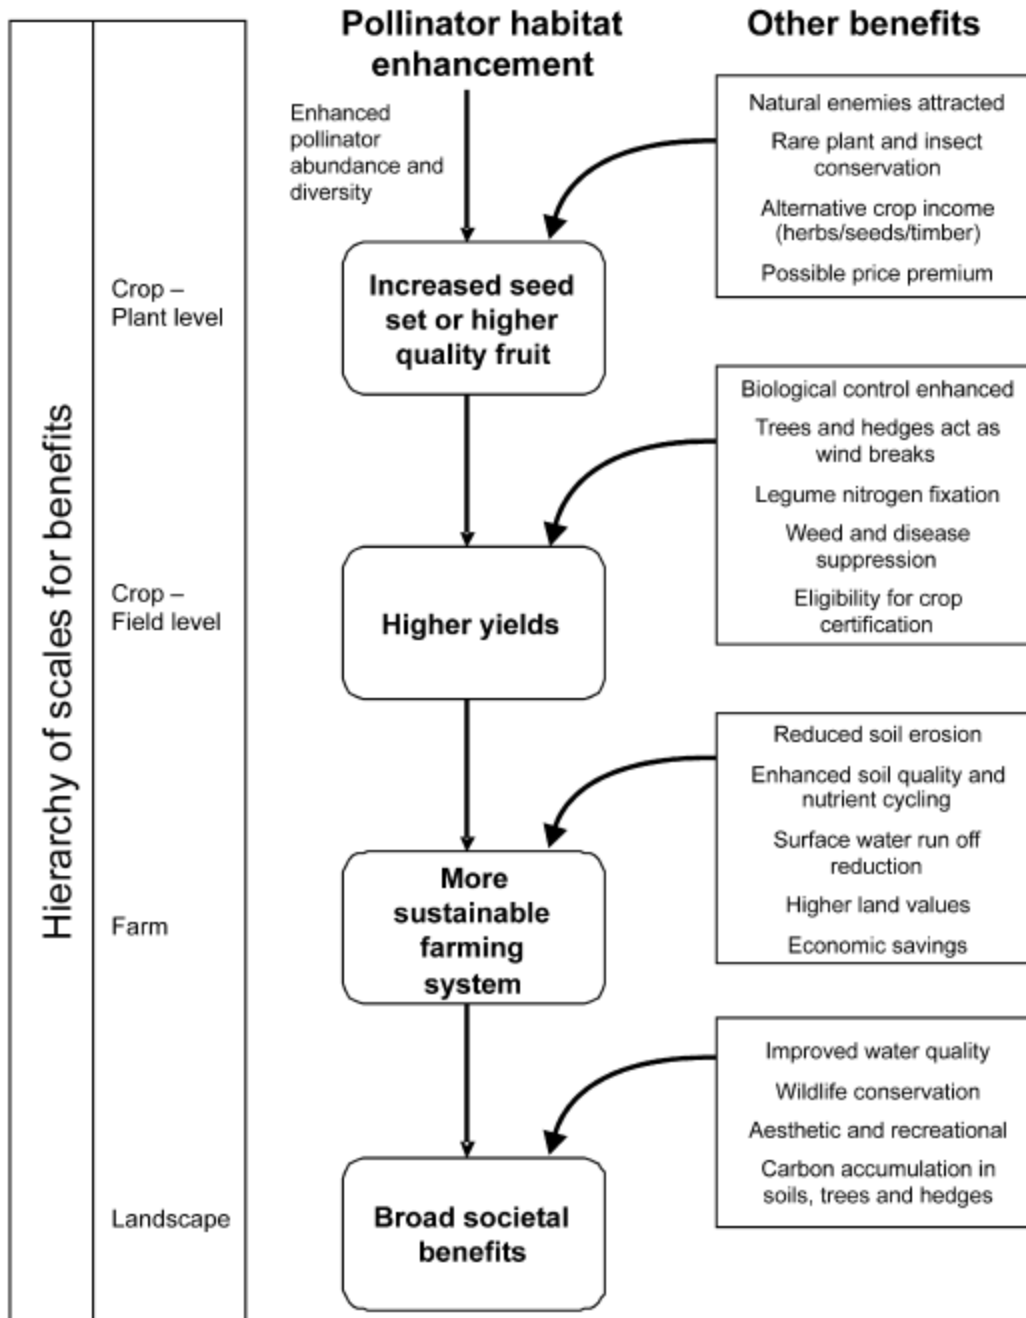 Pollinator habitat
enhancement
Other benefits
Enhanced
pollinator
abundance and
diversity
Natural enemies attracted
Rare plant and insect
conservation
Alternative crop income
(herbs/seeds/timber)
Possible price premium
Hierarchy of scales for benefits
Crop –
Plant level
Increased seed
set or higher
quality fruit
Biological control enhanced
Trees and hedges act as
wind breaks
Legume nitrogen fixation
Weed and disease
suppression
Eligibility for crop
certification
Crop –
Field level
Higher yields
Reduced soil erosion
Enhanced soil quality and
nutrient cycling
Surface water run off
reduction
Higher land values
Economic savings
Farm
More
sustainable
farming
system
Improved water quality
Wildlife conservation
Aesthetic and recreational
Carbon accumulation in
soils, trees and hedges
Landscape
Broad societal
benefits